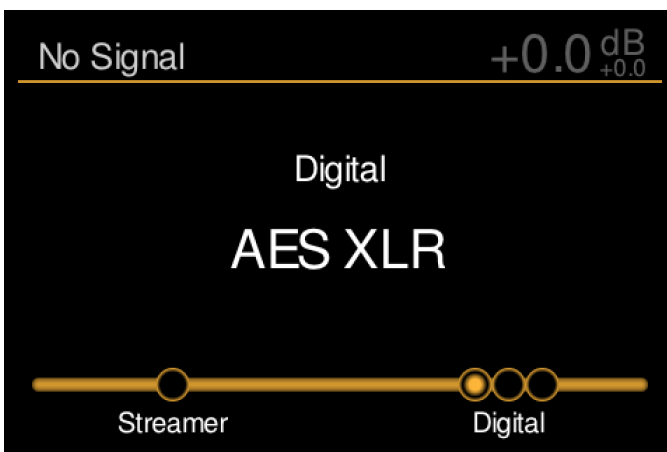 No Signal
+0.0 dB
+0.0
Digital
AES XLR
Streamer
Digital